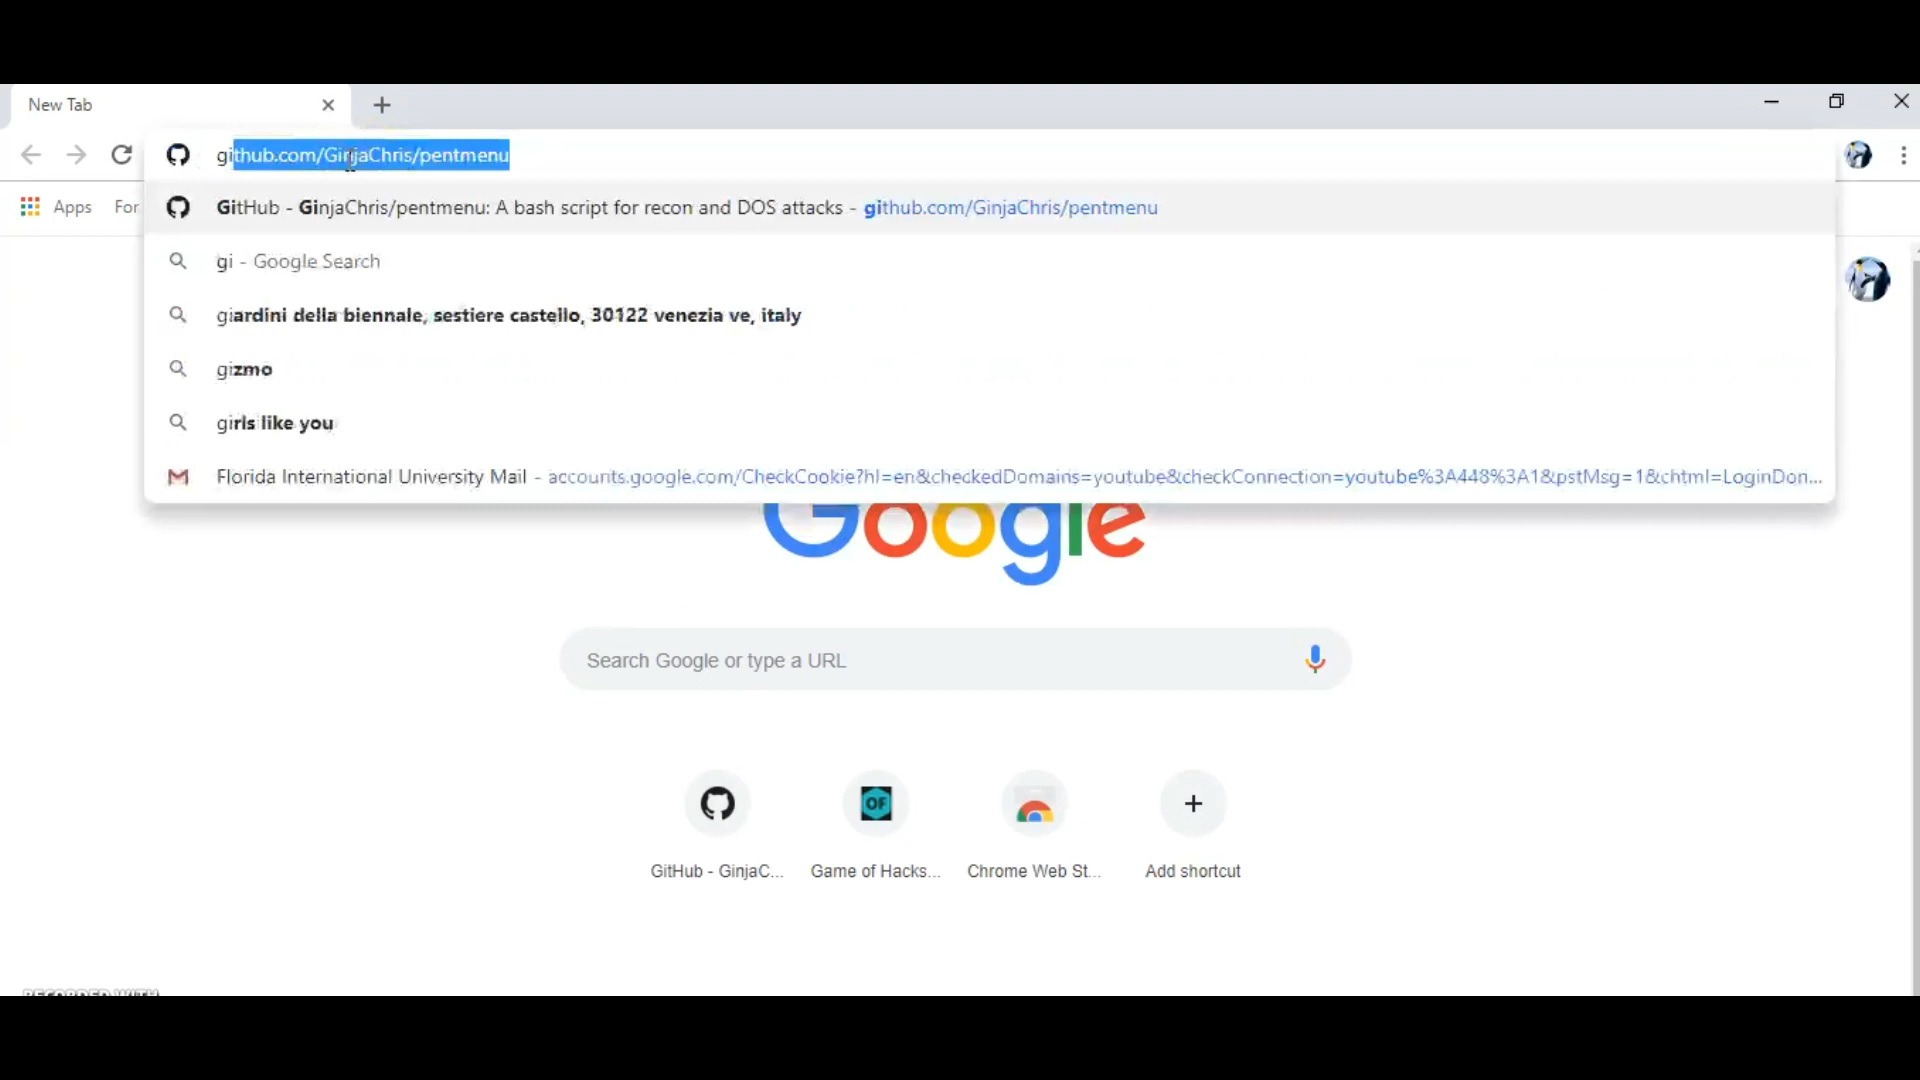 New Tab
github.com/GinjaChris/pentmenu
Apps For
GitHub - GinjaChris/pentmenu: A bash script for recon and DOS attacks - github.com/GinjaChris/pentmenu
gi - Google Search
giardini della biennale, sestiere castello, 30122 venezia ve, italy
gizmo
girls like you
Florida International University Mail - accounts.google.com/CheckCookie?hl=en&checkedDomains=youtube&checkConnection=youtube%3A448%3A1&pstMsg=1&chtml=LoginDon...
Google
Search Google or type a URL
OF
GitHub - GinjaC...
Game of Hacks...
Chrome Web St...
Add shortcut
RECORDED WITH